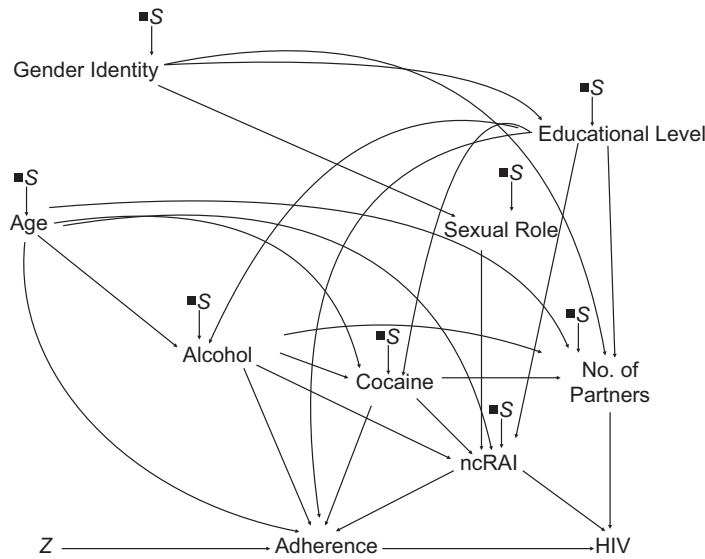 ■S
Gender Identity
■S
Educational Level
■S
■S
Age
Sexual Role
■S
■S
Alcohol
■S
Cocaine
No. of
Partners
■S
ncRAI
Z
Adherence
HIV